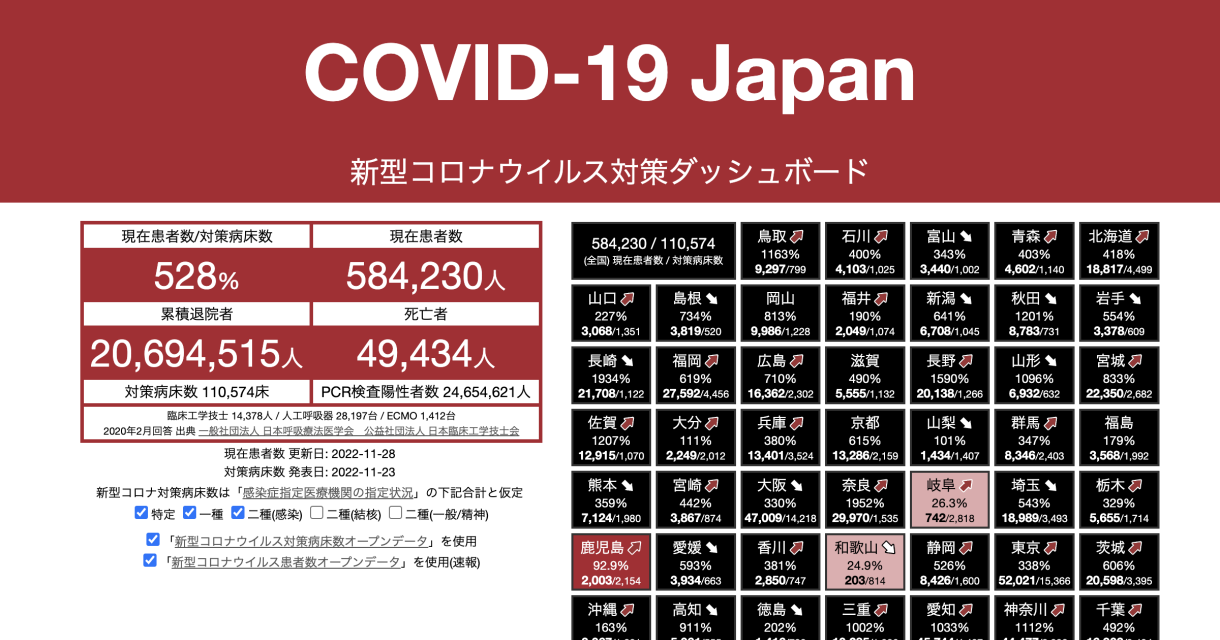 COVID-19 Japan
新型コロナウイルス対策ダッシュボード
現在患者数/対策病床数
現在患者数
528%
584,230人
累積退院者
死亡者
20,694,515人
49,434人
対策病床数 110,574床
PCR検査陽性者数 24,654,621人
臨床工学技士 14,378人 / 人工呼吸器 28,197台 / ECMO 1,412台
2020年2月回答 出典 一般社団法人 日本呼吸療法医学会 公益社団法人 日本臨床工学技士会
現在患者数 更新日: 2022-11-28
対策病床数 発表日: 2022-11-23
新型コロナ対策病床数は「感染症指定医療機関の指定状況」の下記合計と仮定
特定 一種 二種(感染) 二種(結核) 二種(一般/精神)
「新型コロナウイルス対策病床数オープンデータ」を使用
「新型コロナウイルス患者数オープンデータ」を使用(速報)
584,230 / 110,574
(全国) 現在患者数 / 対策病床数
鳥取
1163%
9,297/799
石川
400%
4,103/1,025
富山
343%
3,440/1,002
青森
403%
4,602/1,140
北海道
418%
18,817/4,499
山口
227%
3,068/1,351
島根
734%
3,819/520
岡山
813%
9,986/1,228
福井
190%
2,049/1,074
新潟
641%
6,708/1,045
秋田
1201%
8,783/731
岩手
554%
3,378/609
長崎
1934%
21,708/1,122
福岡
619%
27,592/4,456
広島
710%
16,362/2,302
滋賀
490%
5,555/1,132
長野
1590%
20,138/1,266
山形
1096%
6,932/632
宮城
833%
22,350/2,682
佐賀
1207%
12,915/1,070
大分
111%
2,249/2,012
兵庫
380%
13,401/3,524
京都
615%
13,286/2,159
山梨
101%
1,434/1,407
群馬
347%
8,346/2,403
福島
179%
3,568/1,992
熊本
359%
7,124/1,980
宮崎
442%
3,867/874
大阪
330%
47,009/14,218
奈良
1952%
29,970/1,535
岐阜
26.3%
742/2,818
埼玉
543%
18,989/3,493
栃木
329%
5,655/1,714
鹿児島
92.9%
2,003/2,154
愛媛
593%
3,934/663
香川
381%
2,850/747
和歌山
24.9%
203/814
静岡
526%
8,426/1,600
東京
338%
52,021/15,366
茨城
606%
20,598/3,395
沖縄
163%
高知
911%
徳島
202%
三重
1002%
愛知
1033%
神奈川
1112%
千葉
492%